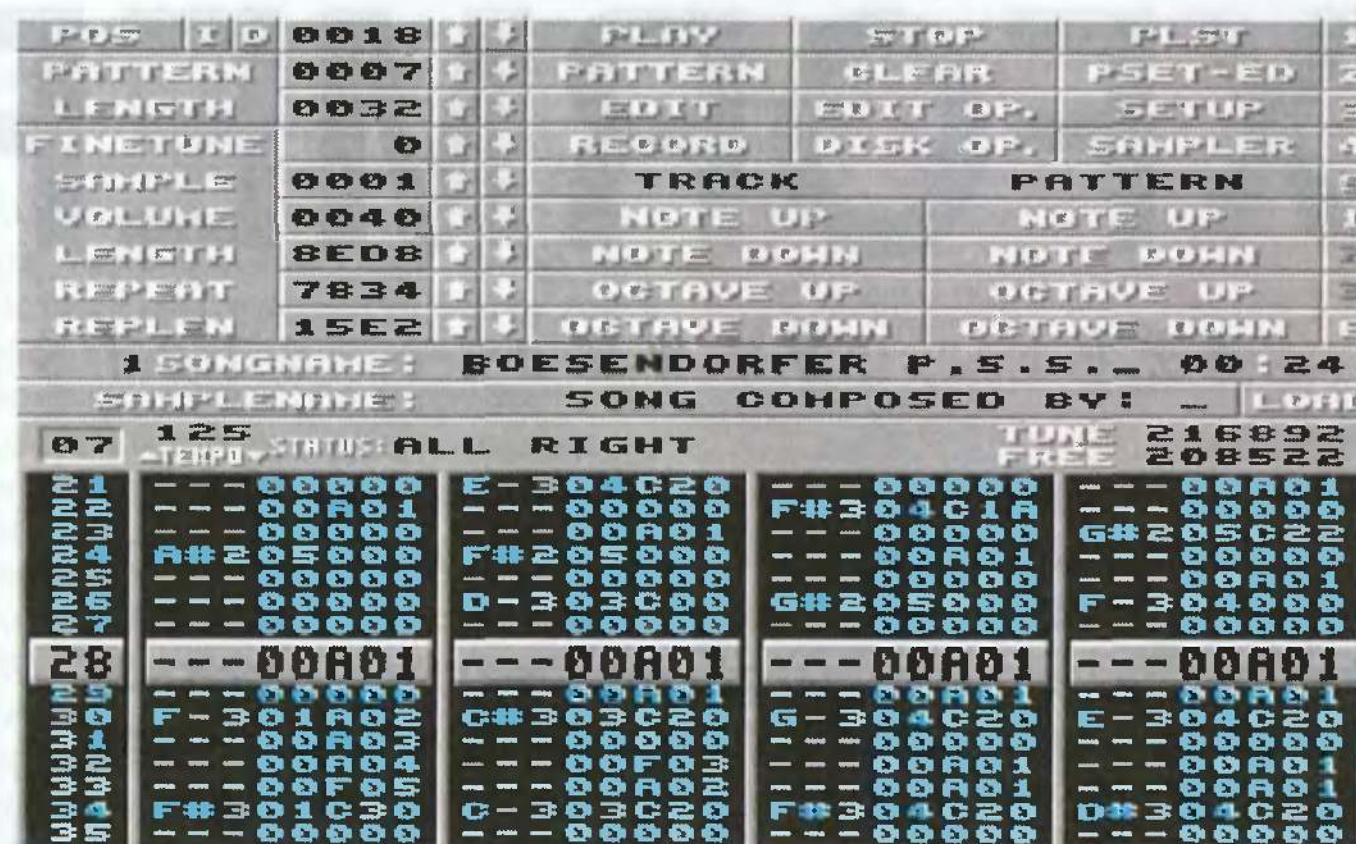 POS I D 0018 PLAY STOP PLST
PATTERN 0007 PATTERN CLEAR PSET-ED 2
LENGTH 0032 EDIT EDIT OP. SETUP
FINETUNE 0 RECORD DISK OP. SAMPLER 4
SAMPLE 0001 TRACK PATTERN
VOLUME 0040 NOTE UP NOTE UP
LENGTH 8ED8 NOTE DOWN NOTE DOWN
REPEAT 7834 OCTAVE UP OCTAVE UP
REPLEN 15E2 OCTAVE DOWN OCTAVE DOWN
1 SONGNAME: BOESENDORFER P.S.S._ 00:24
SAMPLENAME: SONG COMPOSED BY: _ LOAD
07 125 TEMPO STATUS: ALL RIGHT TUNE 216892
FREE 208522
21 ---00000 E-304C20 ---00000 ---00A01
22 ---00A01 ---00000 F#304C1A ---00000
23 ---00000 ---00A01 ---00000 G#205C22
24 A#205000 F#205000 ---00A01 ---00000
25 ---00000 ---00000 ---00000 ---00A01
26 ---00000 D-303C00 G#205000 F-304000
27 ---00000 ---00000 ---00000 ---00000
28 ---00A01 ---00A01 ---00A01 ---00A01
29 ---00000 ---00A01 ---00A01 ---00A01
30 F-301A02 C#303C20 G-304C20 E-304C20
31 ---00A03 ---00000 ---00000 ---00000
32 ---00A04 ---00F03 ---00A01 ---00A01
33 ---00F05 ---00A02 ---00A01 ---00A01
34 F#301C30 C-303C20 F#304C20 D#304C20
35 ---00000 ---00000 ---00000 ---00000